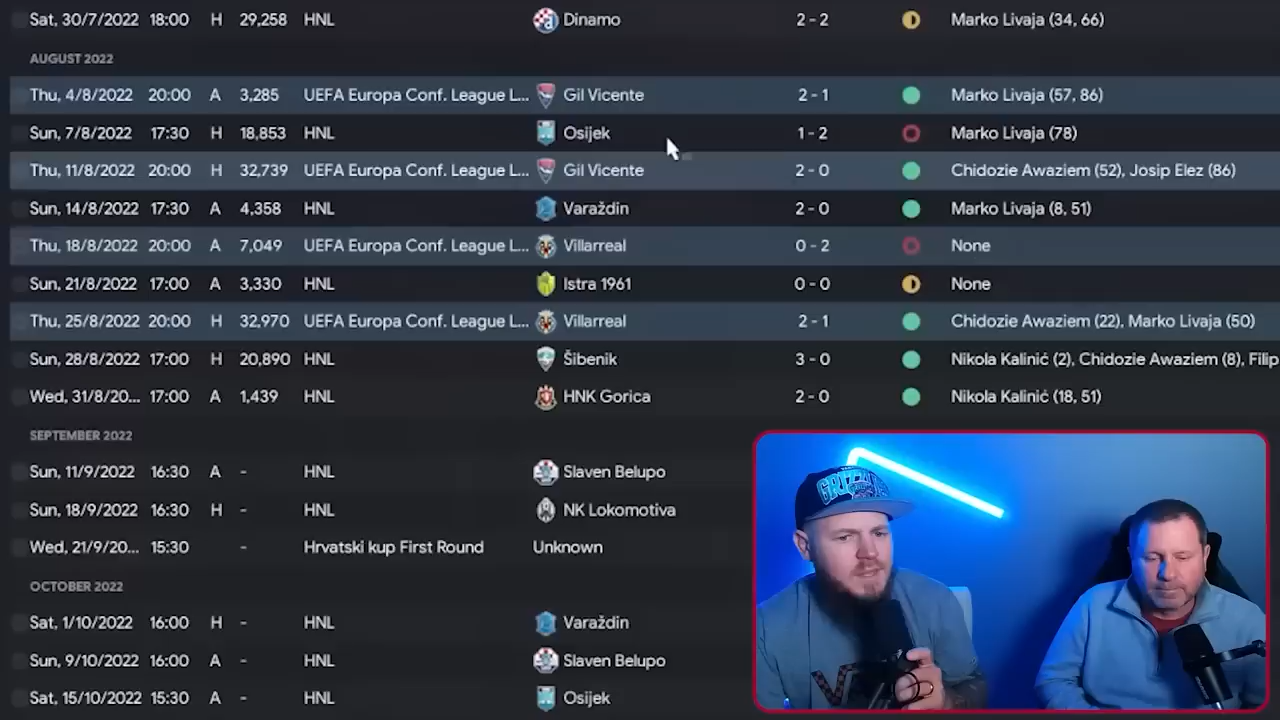 Sat, 30/7/2022 18:00 H 29,258 HNL Dinamo 2 - 2 Marko Livaja (34, 66)
AUGUST 2022
Thu, 4/8/2022 20:00 A 3,285 UEFA Europa Conf. League L... Gil Vicente 2 - 1 Marko Livaja (57, 86)
Sun, 7/8/2022 17:30 H 18,853 HNL Osijek 1 - 2 Marko Livaja (78)
Thu, 11/8/2022 20:00 H 32,739 UEFA Europa Conf. League L... Gil Vicente 2 - 0 Chidozie Awaziem (52), Josip Elez (86)
Sun, 14/8/2022 17:30 A 4,358 HNL Varaždin 2 - 0 Marko Livaja (8, 51)
Thu, 18/8/2022 20:00 A 7,049 UEFA Europa Conf. League L... Villarreal 0 - 2 None
Sun, 21/8/2022 17:00 A 3,330 HNL Istra 1961 0 - 0 None
Thu, 25/8/2022 20:00 H 32,970 UEFA Europa Conf. League L... Villarreal 2 - 1 Chidozie Awaziem (22), Marko Livaja (50)
Sun, 28/8/2022 17:00 H 20,890 HNL Šibenik 3 - 0 Nikola Kalinić (2), Chidozie Awaziem (8), Filip
Wed, 31/8/20... 17:00 A 1,439 HNL HNK Gorica 2 - 0 Nikola Kalinić (18, 51)
SEPTEMBER 2022
Sun, 11/9/2022 16:30 A - HNL Slaven Belupo
Sun, 18/9/2022 16:30 H - HNL NK Lokomotiva
Wed, 21/9/20... 15:30 - Hrvatski kup First Round Unknown
OCTOBER 2022
Sat, 1/10/2022 16:00 H - HNL Varaždin
Sun, 9/10/2022 16:00 A - HNL Slaven Belupo
Sat, 15/10/2022 15:30 A - HNL Osijek
GRIZZLIES